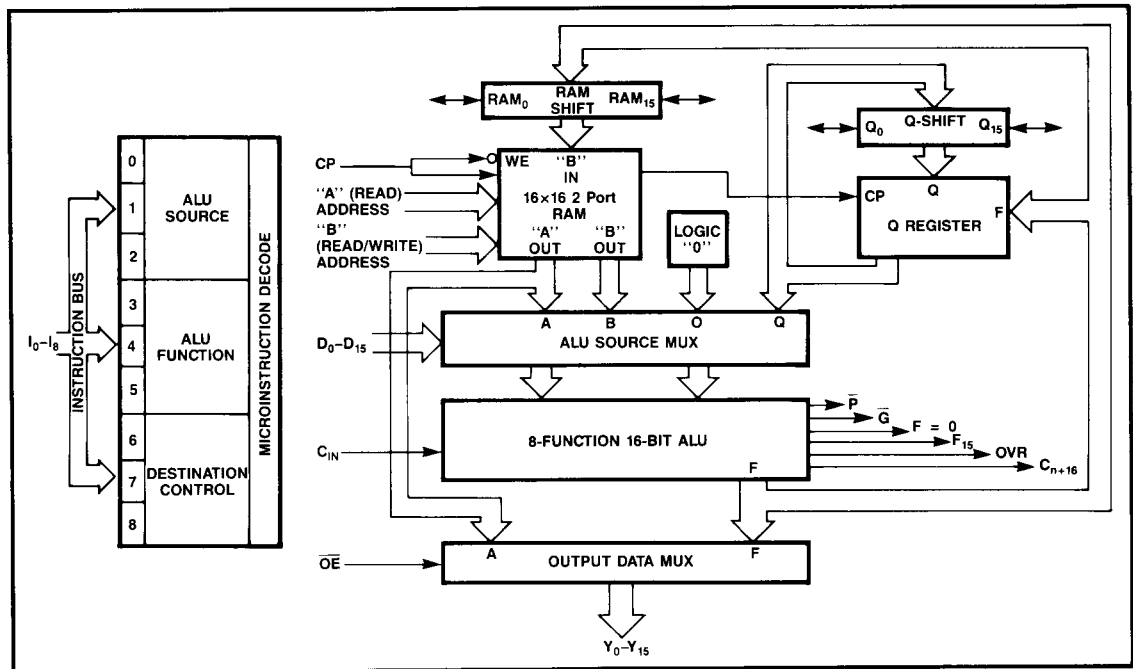 0
1
2
3
4
5
6
7
8
ALU
SOURCE
ALU
FUNCTION
DESTINATION
CONTROL
MICROINSTRUCTION DECODE
INSTRUCTION BUS
I0–I8
RAM0 RAM SHIFT RAM15
Q0 Q-SHIFT Q15
CP
WE "B"
IN
16×16 2 Port
RAM
"A" OUT
"B" OUT
"A" (READ)
ADDRESS
"B"
(READ/WRITE)
ADDRESS
LOGIC
"0"
CP Q F
Q REGISTER
D0–D15
A B O Q
ALU SOURCE MUX
CIN
8-FUNCTION 16-BIT ALU
F
P̅
G̅
F = 0
F15
OVR
Cn+16
O̅E̅
A F
OUTPUT DATA MUX
Y0–Y15